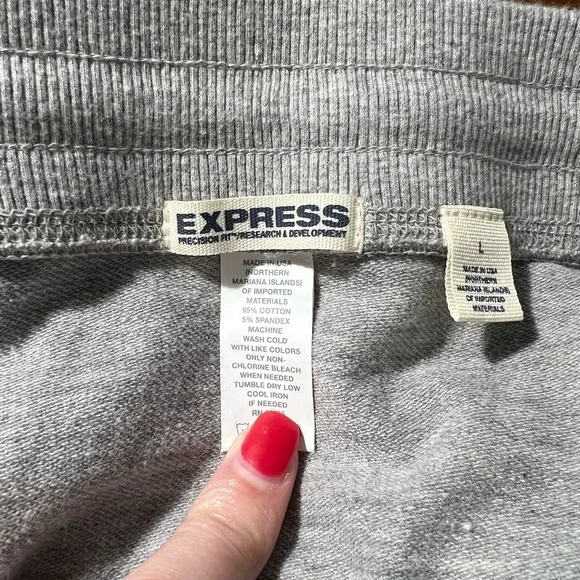 EXPRESS
PRECISION FIT™/RESEARCH & DEVELOPMENT
MADE IN USA
(NORTHERN
MARIANA ISLANDS)
OF IMPORTED
MATERIALS
95% COTTON
5% SPANDEX
MACHINE
WASH COLD
WITH LIKE COLORS
ONLY NON-
CHLORINE BLEACH
WHEN NEEDED
TUMBLE DRY LOW
COOL IRON
IF NEEDED
RN
L
MADE IN USA
(NORTHERN
MARIANA ISLANDS)
OF IMPORTED
MATERIALS